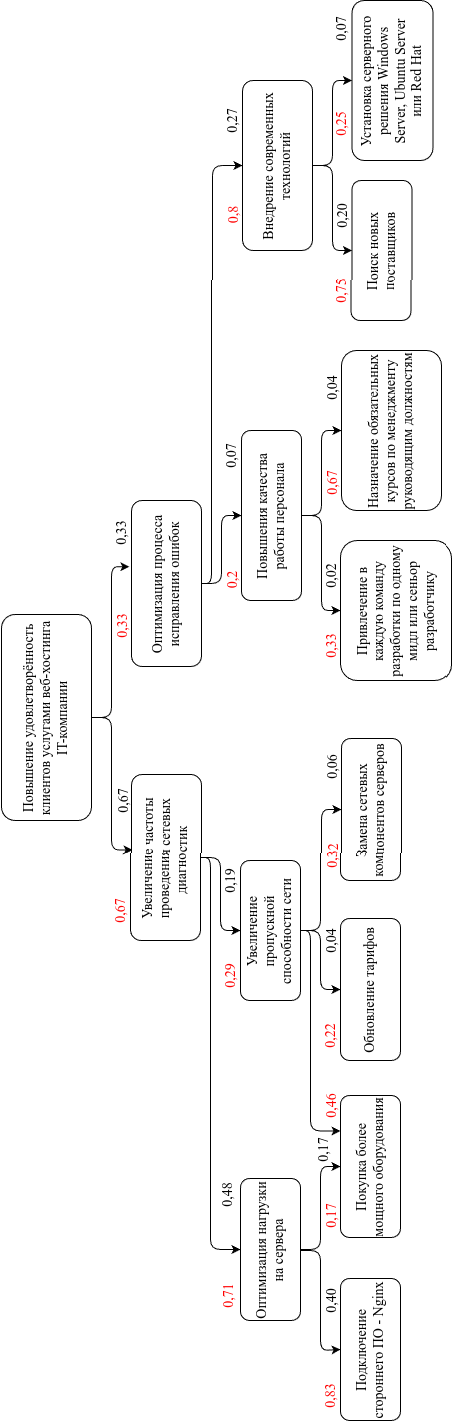 Повышение удовлетворённость
клиентов услугами веб-хостинга
IT-компании
0,67
0,67
Увеличение частоты
проведения сетевых
диагностик
0,33
0,33
Оптимизация процесса
исправления ошибок
0,71
0,48
Оптимизация нагрузки
на сервера
0,29
0,19
Увеличение
пропускной
способности сети
0,2
0,07
Повышения качества
работы персонала
0,8
0,27
Внедрение современных
технологий
0,83
0,40
Подключение
стороннего ПО - Nginx
0,17
0,17
0,46
Покупка более
мощного оборудования
0,22
0,04
Обновление тарифов
0,32
0,06
Замена сетевых
компонентов серверов
0,33
0,02
Привлечение в
каждую команду
разработки по одному
мидл или сеньор
разработчику
0,67
0,04
Назначение обязательных
курсов по менеджменту
руководящим должностям
0,75
0,20
Поиск новых
поставщиков
0,25
0,07
Установка серверного
решения Windows
Server, Ubuntu Server
или Red Hat